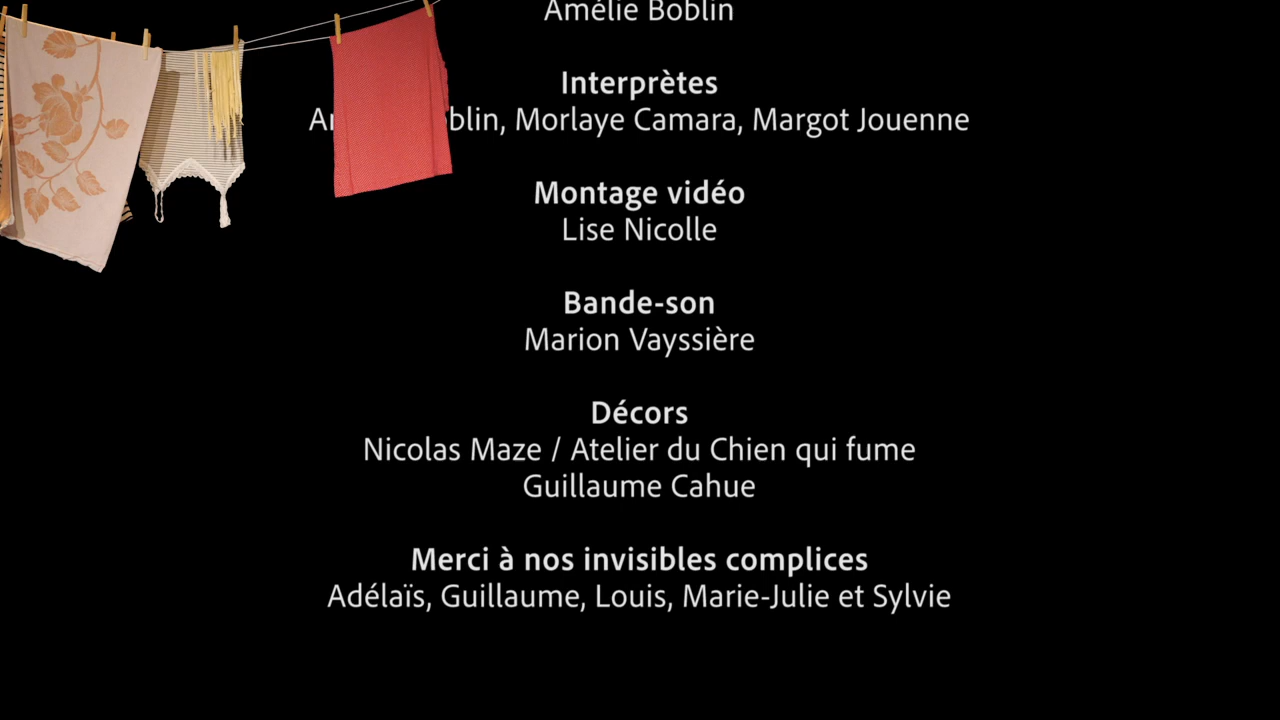 Amélie Boblin
Interprètes
blin, Morlaye Camara, Margot Jouenne
Montage vidéo
Lise Nicolle
Bande-son
Marion Vayssière
Décors
Nicolas Maze / Atelier du Chien qui fume
Guillaume Cahue
Merci à nos invisibles complices
Adélaïs, Guillaume, Louis, Marie-Julie et Sylvie